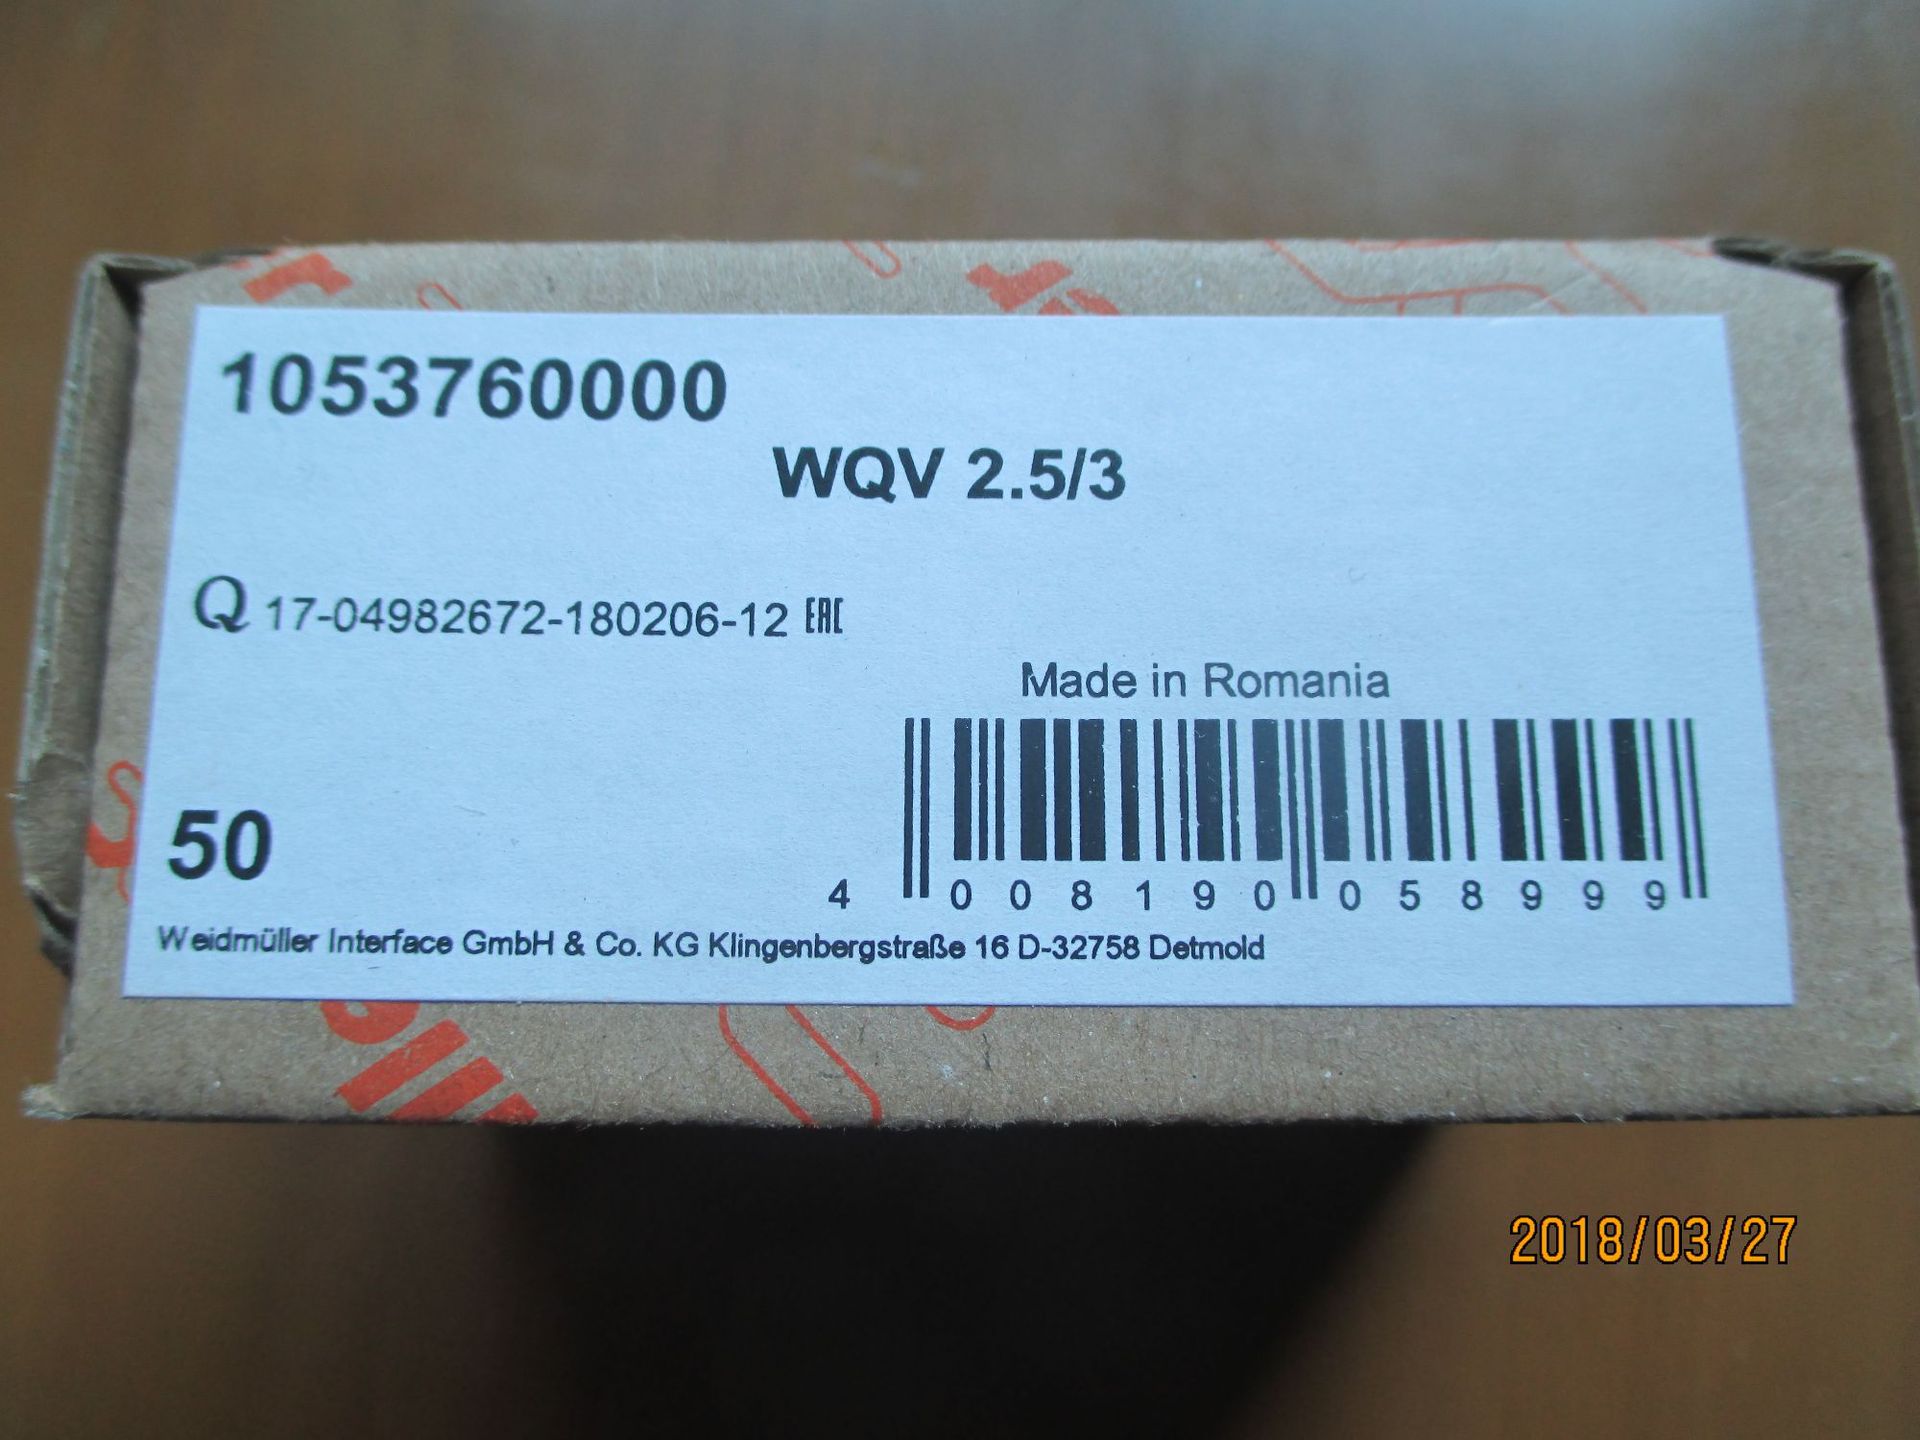 1053760000
WQV 2.5/3
Q 17-04982672-180206-12 EAC
Made in Romania
50
4 008190 058999
Weidmüller Interface GmbH & Co. KG Klingenbergstraße 16 D-32758 Detmold
2018/03/27